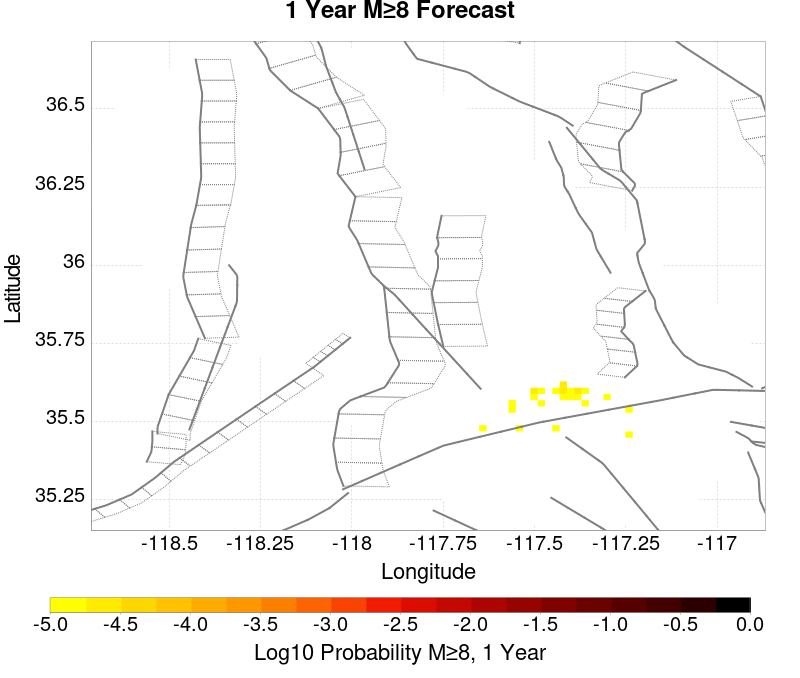 1 Year M≥8 Forecast
36.5
36.25
36
35.75
35.5
35.25
Latitude
-118.5 -118.25 -118 -117.75 -117.5 -117.25 -117
Longitude
-5.0 -4.5 -4.0 -3.5 -3.0 -2.5 -2.0 -1.5 -1.0 -0.5 0.0
Log10 Probability M≥8, 1 Year